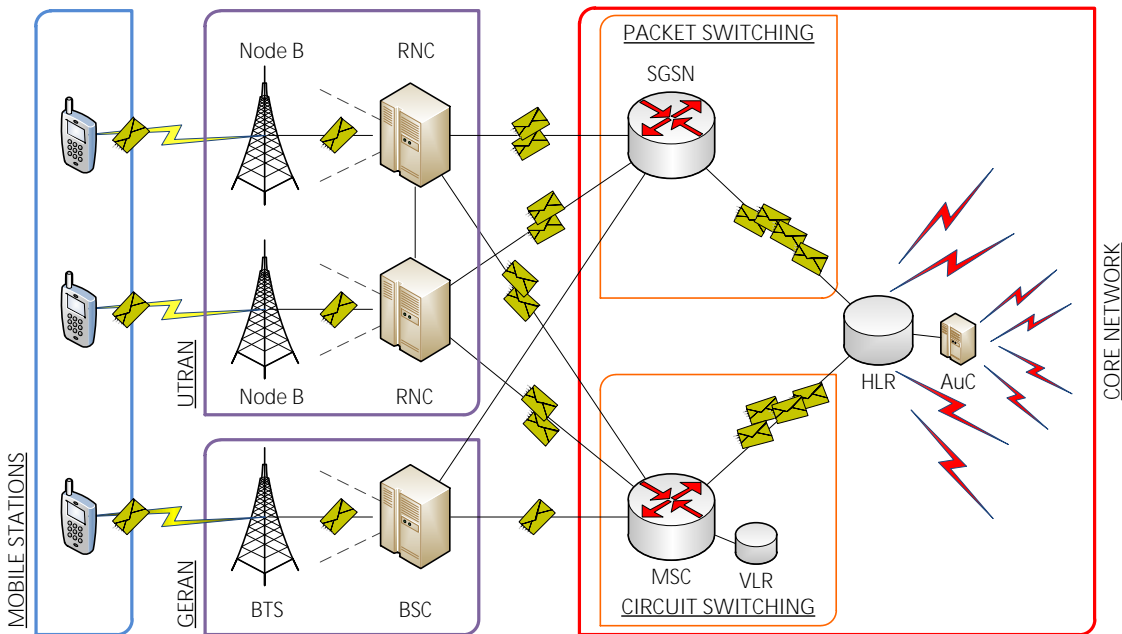 PACKET SWITCHING
Node B
RNC
SGSN
UTRAN
Node B
RNC
HLR
AuC
CORE NETWORK
MOBILE STATIONS
GERAN
BTS
BSC
MSC
VLR
CIRCUIT SWITCHING